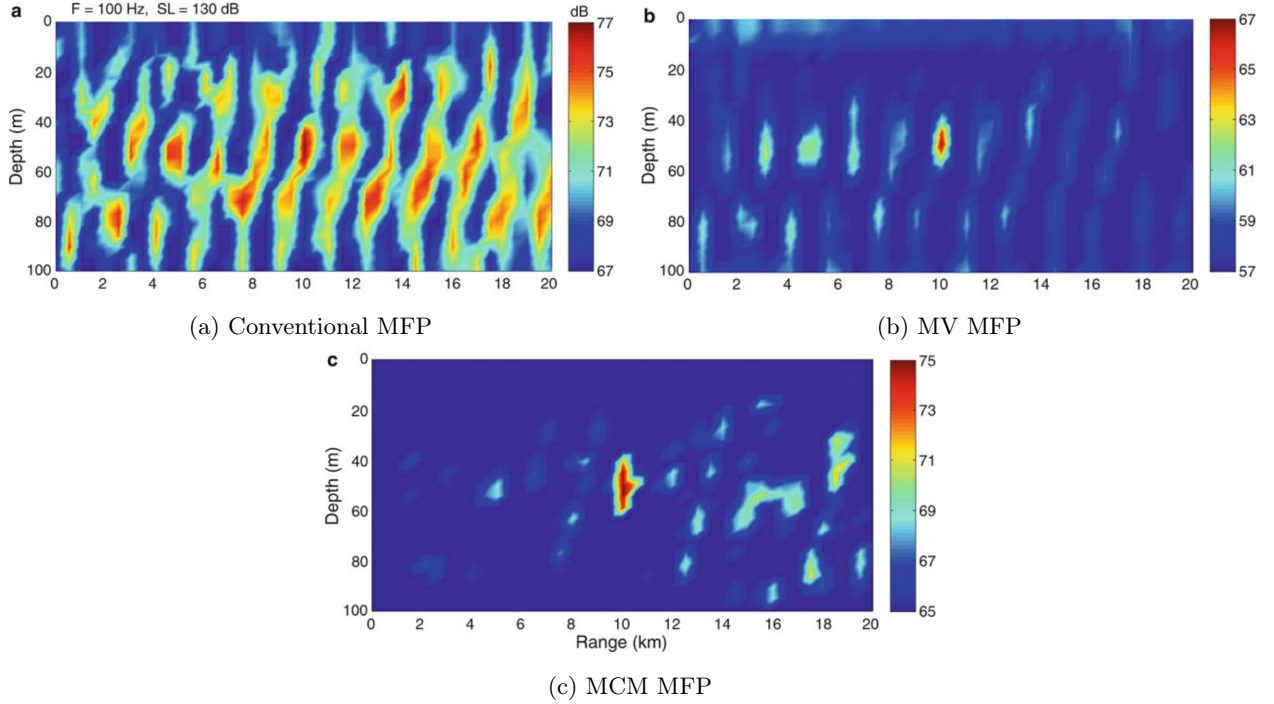 a F = 100 Hz, SL = 130 dB
dB
Depth (m)
0
20
40
60
80
100
0 2 4 6 8 10 12 14 16 18 20
77
75
73
71
69
67
(a) Conventional MFP
b
Depth (m)
0
20
40
60
80
100
0 2 4 6 8 10 12 14 16 18 20
67
65
63
61
59
57
(b) MV MFP
c
Depth (m)
0
20
40
60
80
100
0 2 4 6 8 10 12 14 16 18 20
Range (km)
75
73
71
69
67
65
(c) MCM MFP